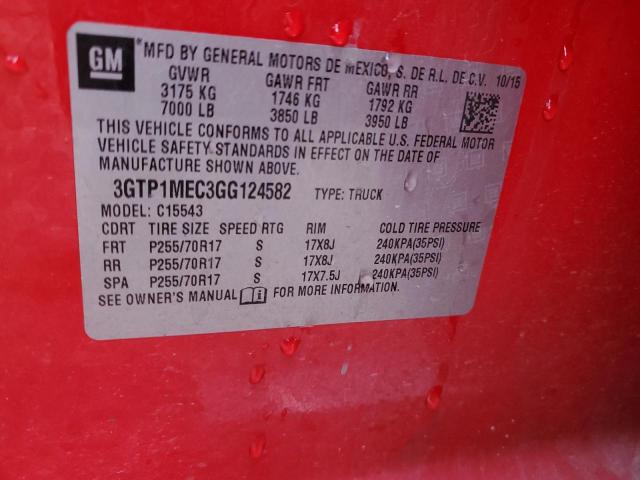 GM
*MFD BY GENERAL MOTORS DE MEXICO, S. DE R.L. DE C.V. 10/15
GVWR GAWR FRT GAWR RR
3175 KG 1746 KG 1792 KG
7000 LB 3850 LB 3950 LB
THIS VEHICLE CONFORMS TO ALL APPLICABLE U.S. FEDERAL MOTOR
VEHICLE SAFETY STANDARDS IN EFFECT ON THE DATE OF
MANUFACTURE SHOWN ABOVE.
3GTP1MEC3GG124582 TYPE: TRUCK
MODEL: C15543
CDRT TIRE SIZE SPEED RTG RIM COLD TIRE PRESSURE
FRT P255/70R17 S 17X8J 240KPA(35PSI)
RR P255/70R17 S 17X8J 240KPA(35PSI)
SPA P255/70R17 S 17X7.5J 240KPA(35PSI)
SEE OWNER'S MANUAL FOR MORE INFORMATION.